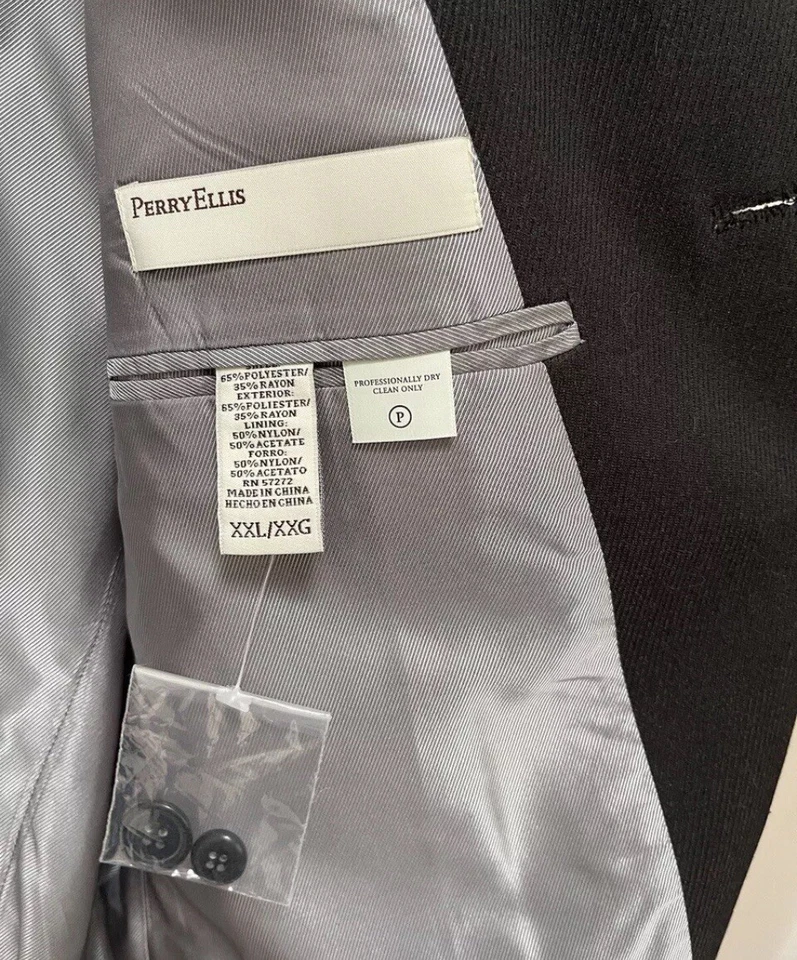 PERRYELLIS
65%POLYESTER/
35%RAYON
EXTERIOR:
65%POLIESTER/
35%RAYON
LINING:
50%NYLON/
50%ACETATE
FORRO:
50%NYLON/
50%ACETATO
RN 57272
MADE IN CHINA
HECHO EN CHINA
XXL/XXG
PROFESSIONALLY DRY
CLEAN ONLY
P